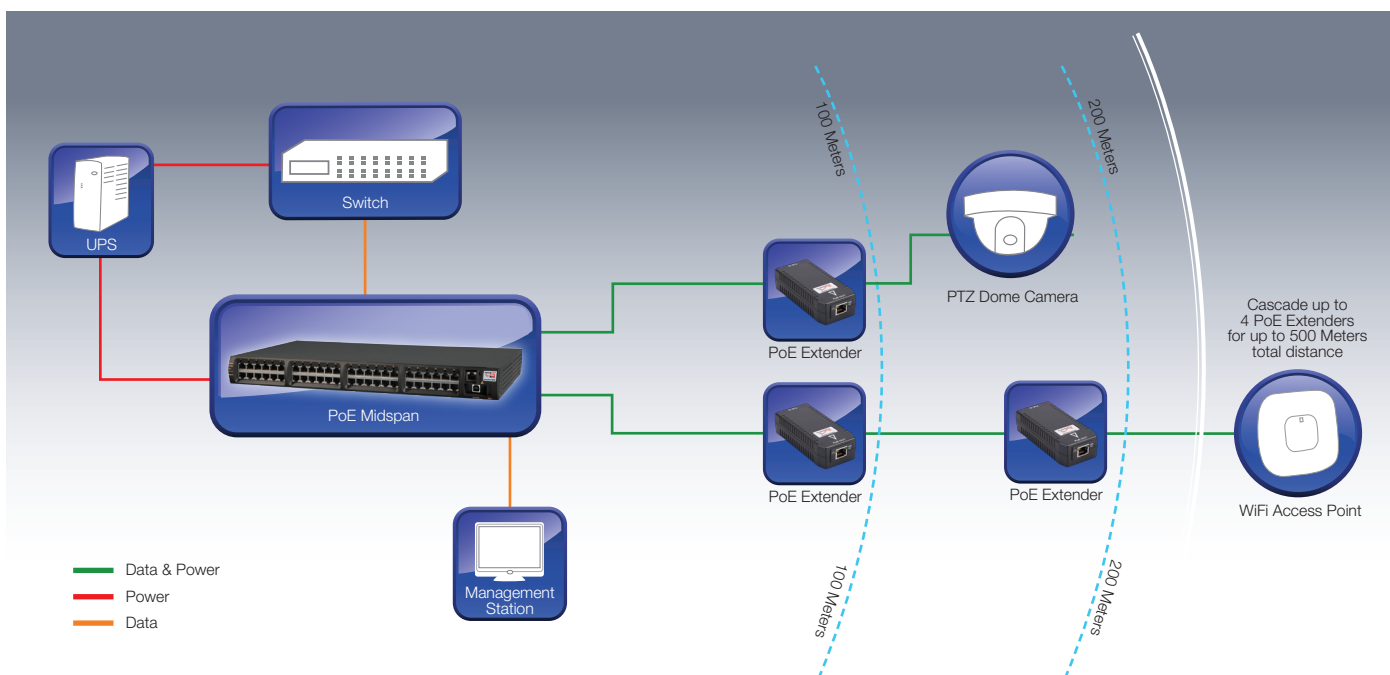 100 Meters
200 Meters
Switch
UPS
PTZ Dome Camera
Cascade up to
4 PoE Extenders
for up to 500 Meters
total distance
PoE Extender
PoE Midspan
PoE Extender
PoE Extender
WiFi Access Point
Management
Station
100 Meters
200 Meters
Data & Power
Power
Data